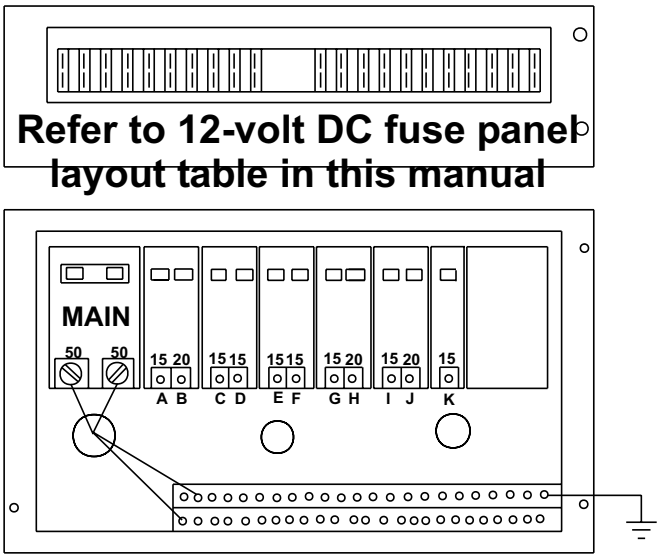 Refer to 12-volt DC fuse panel
layout table in this manual
MAIN
50 50
15 20 15 15 15 15 15 20 15 20 15
A B C D E F G H I J K